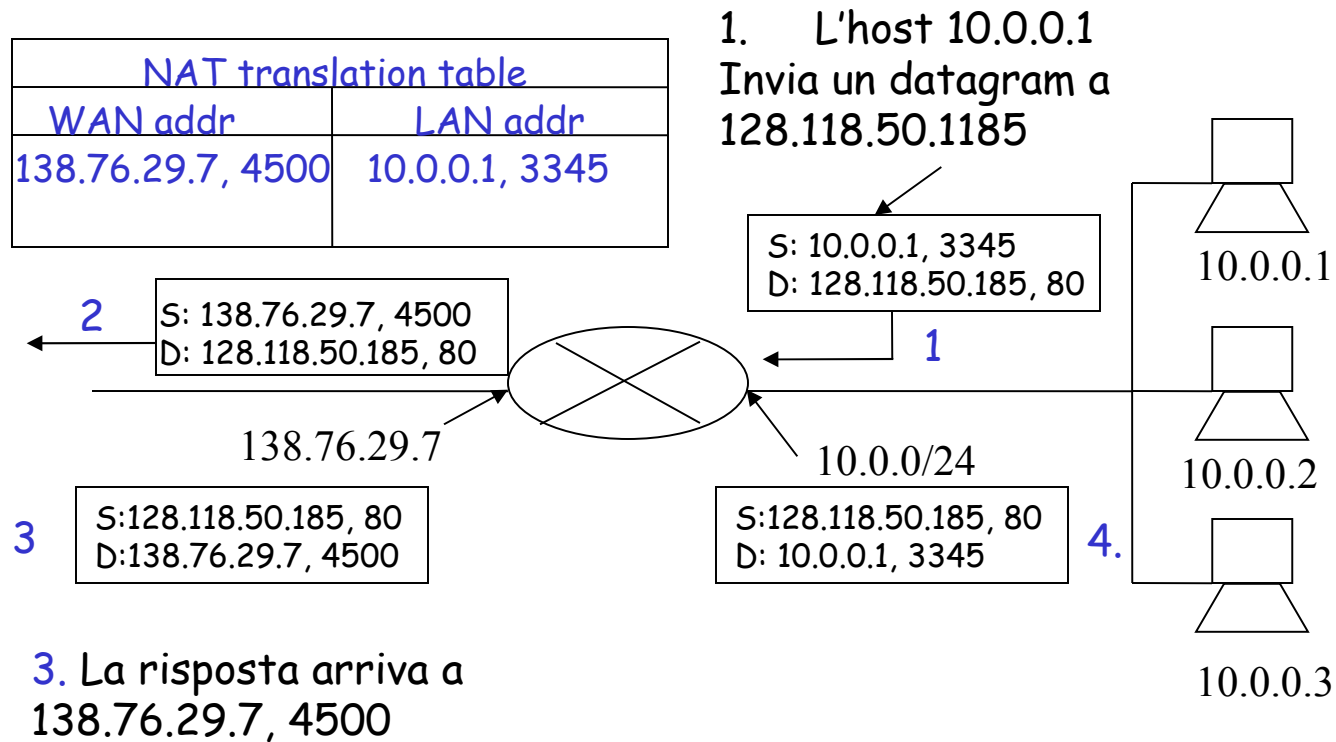 NAT translation table
WAN addr LAN addr
138.76.29.7, 4500 10.0.0.1, 3345
1. L'host 10.0.0.1
Invia un datagram a
128.118.50.1185
S: 10.0.0.1, 3345
D: 128.118.50.185, 80
1
10.0.0.1
2
S: 138.76.29.7, 4500
D: 128.118.50.185, 80
138.76.29.7
10.0.0/24
10.0.0.2
3
S:128.118.50.185, 80
D:138.76.29.7, 4500
S:128.118.50.185, 80
D: 10.0.0.1, 3345
4.
10.0.0.3
3. La risposta arriva a
138.76.29.7, 4500